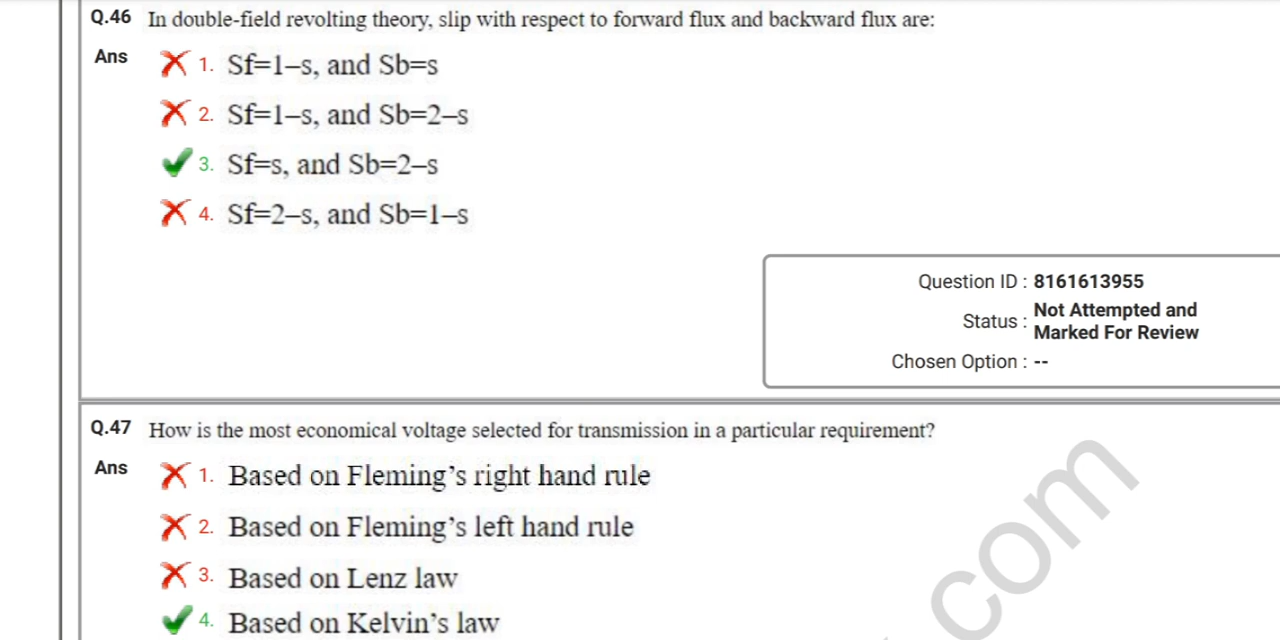 Q.46 In double-field revolting theory, slip with respect to forward flux and backward flux are:
Ans 1. Sf=1–s, and Sb=s
2. Sf=1–s, and Sb=2–s
3. Sf=s, and Sb=2–s
4. Sf=2–s, and Sb=1–s
Question ID : 8161613955
Status : Not Attempted and
Marked For Review
Chosen Option : --
Q.47 How is the most economical voltage selected for transmission in a particular requirement?
Ans 1. Based on Fleming’s right hand rule
2. Based on Fleming’s left hand rule
3. Based on Lenz law
4. Based on Kelvin’s law
com